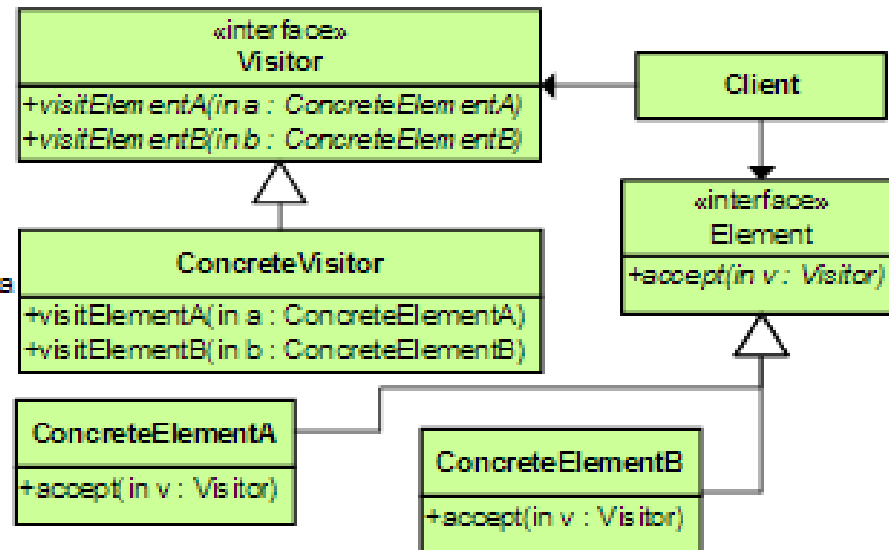 «interface»
Visitor
+visitElementA(in a : ConcreteElementA)
+visitElementB(in b : ConcreteElementB)
Client
«interface»
Element
+accept(in v : Visitor)
ConcreteVisitor
+visitElementA(in a : ConcreteElementA)
+visitElementB(in b : ConcreteElementB)
ConcreteElementA
+accept(in v : Visitor)
ConcreteElementB
+accept(in v : Visitor)